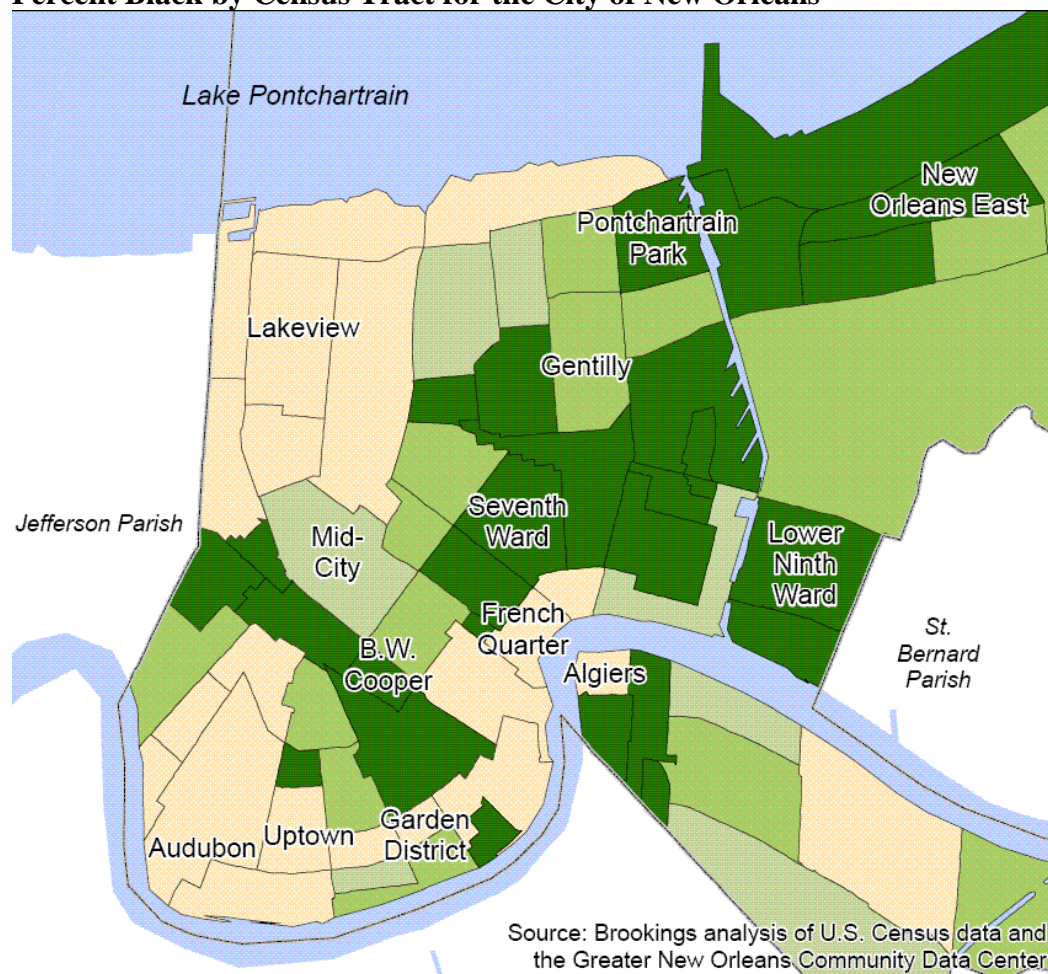 Percent Black by Census Tract for the City of New Orleans
Lake Pontchartrain
New
Orleans East
Pontchartrain
Park
Lakeview
Gentilly
Jefferson Parish
Mid-
City
Seventh
Ward
Lower
Ninth
Ward
French
Quarter
B.W.
Cooper
Algiers
St.
Bernard
Parish
Audubon
Uptown
Garden
District
Source: Brookings analysis of U.S. Census data and
the Greater New Orleans Community Data Center